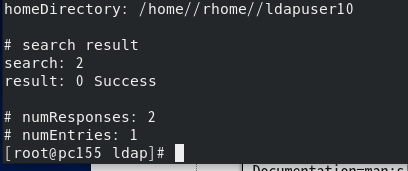 homeDirectory: /home//rhome//ldapuser10
# search result
search: 2
result: 0 Success
# numResponses: 2
# numEntries: 1
[root@pc155 ldap]#